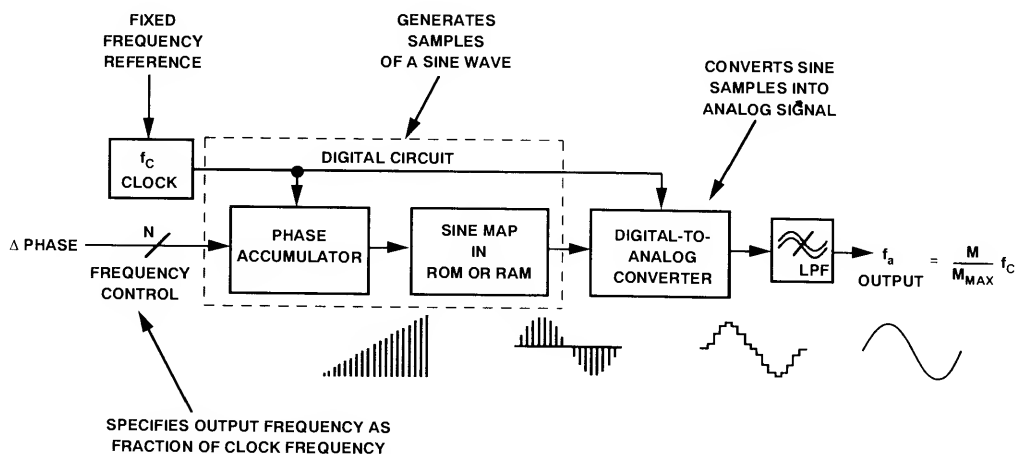 FIXED
FREQUENCY
REFERENCE
GENERATES
SAMPLES
OF A SINE WAVE
CONVERTS SINE
SAMPLES INTO
ANALOG SIGNAL
f_C
CLOCK
DIGITAL CIRCUIT
Δ PHASE
N
FREQUENCY
CONTROL
PHASE
ACCUMULATOR
SINE MAP
IN
ROM OR RAM
DIGITAL-TO-
ANALOG
CONVERTER
LPF
f_a
OUTPUT
= M / M_MAX f_C
SPECIFIES OUTPUT FREQUENCY AS
FRACTION OF CLOCK FREQUENCY